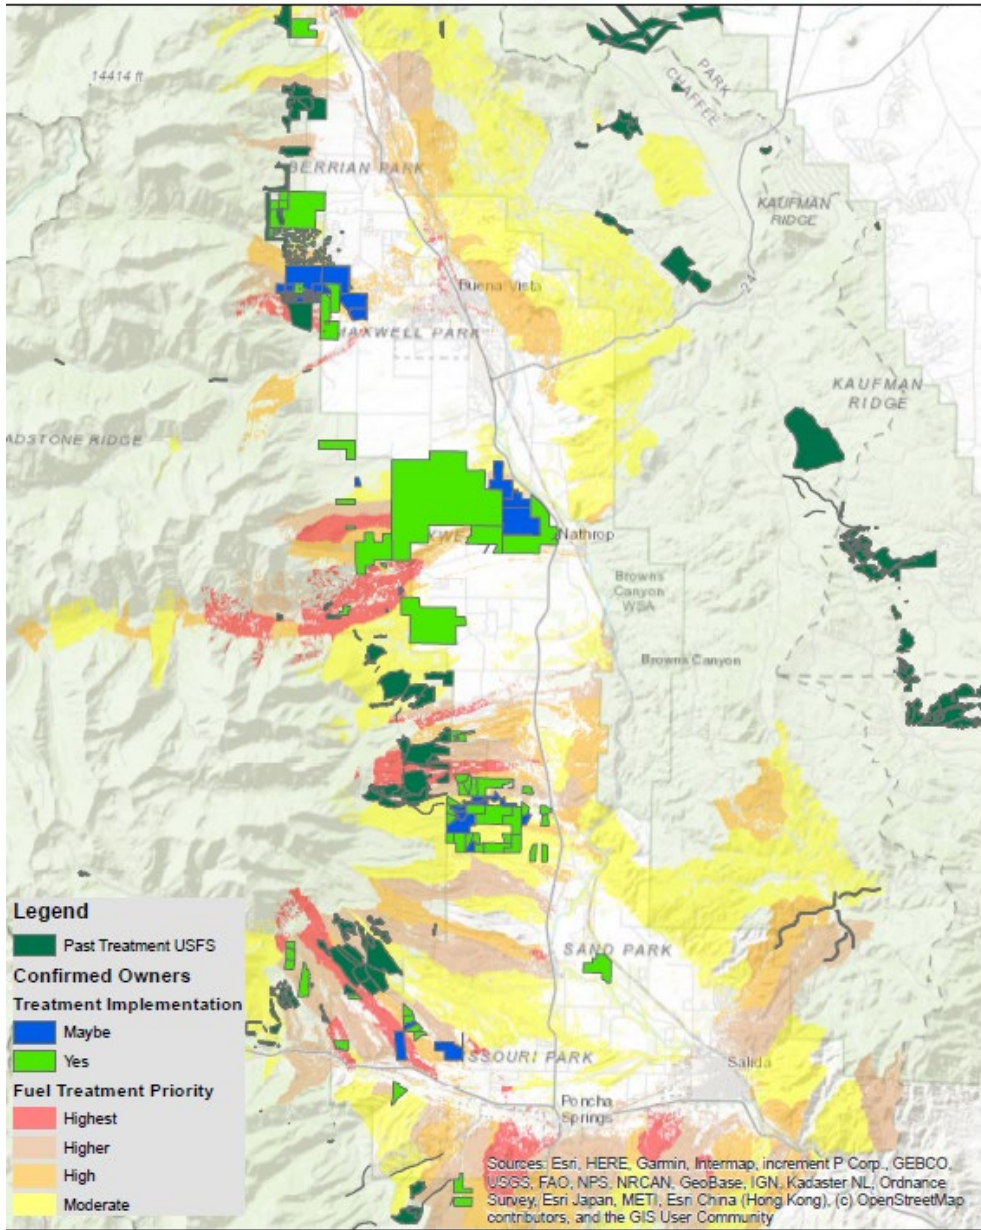 14414 ft
PARK
CHAFFEE
BERRIAN PARK
KAUFMAN
RIDGE
24
Buena Vista
MAXWELL PARK
KAUFMAN
RIDGE
ADSTONE RIDGE
XWE
Nathrop
Browns
Canyon
WSA
Browns Canyon
SAND PARK
SSOURI PARK
Salida
Poncha
Springs
Legend
Past Treatment USFS
Confirmed Owners
Treatment Implementation
Maybe
Yes
Fuel Treatment Priority
Highest
Higher
High
Moderate
Sources: Esri, HERE, Garmin, Intermap, increment P Corp., GEBCO,
USGS, FAO, NPS, NRCAN, GeoBase, IGN, Kadaster NL, Ordnance
Survey, Esri Japan, METI, Esri China (Hong Kong), (c) OpenStreetMap
contributors, and the GIS User Community